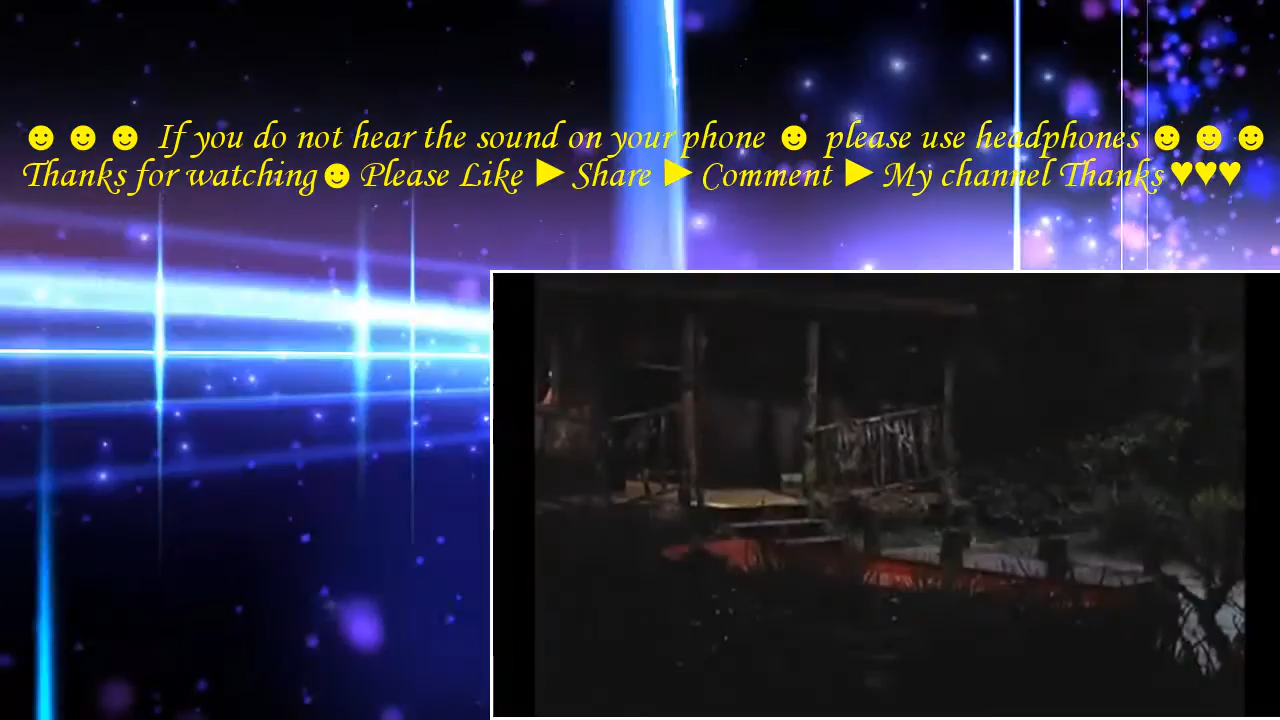 ☻☻☻ If you do not hear the sound on your phone ☻ please use headphones ☻☻☻
Thanks for watching☻Please Like ►Share ►Comment ►My channel Thanks ♥♥♥